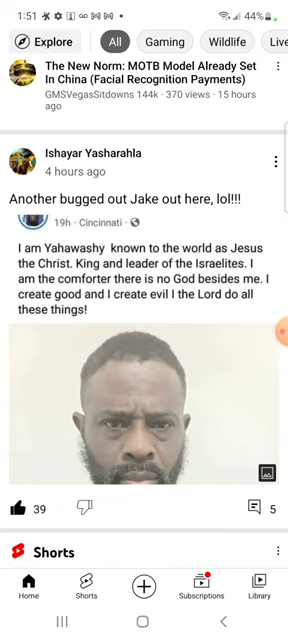 1:51 44%
Explore All Gaming Wildlife Live
The New Norm: MOTB Model Already Set
In China (Facial Recognition Payments)
GMSVegasSitdowns 144k · 370 views · 15 hours
ago
Ishayar Yasharahla
4 hours ago
Another bugged out Jake out here, lol!!!
19h · Cincinnati ·
I am Yahawashy known to the world as Jesus
the Christ. King and leader of the Israelites. I
am the comforter there is no God besides me. I
create good and I create evil I the Lord do all
these things!
39 5
Shorts
Home Shorts Subscriptions Library